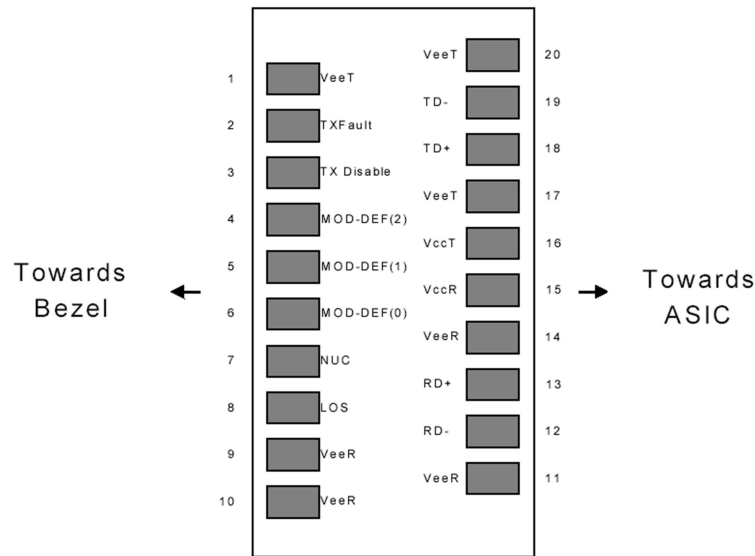 VeeT 20
1 VeeT
TD- 19
2 TXFault
TD+ 18
3 TX Disable
VeeT 17
4 MOD-DEF(2)
VccT 16
5 MOD-DEF(1)
Towards
Bezel
VccR 15
Towards
ASIC
6 MOD-DEF(0)
VeeR 14
7 NUC
RD+ 13
8 LOS
RD- 12
9 VeeR
VeeR 11
10 VeeR